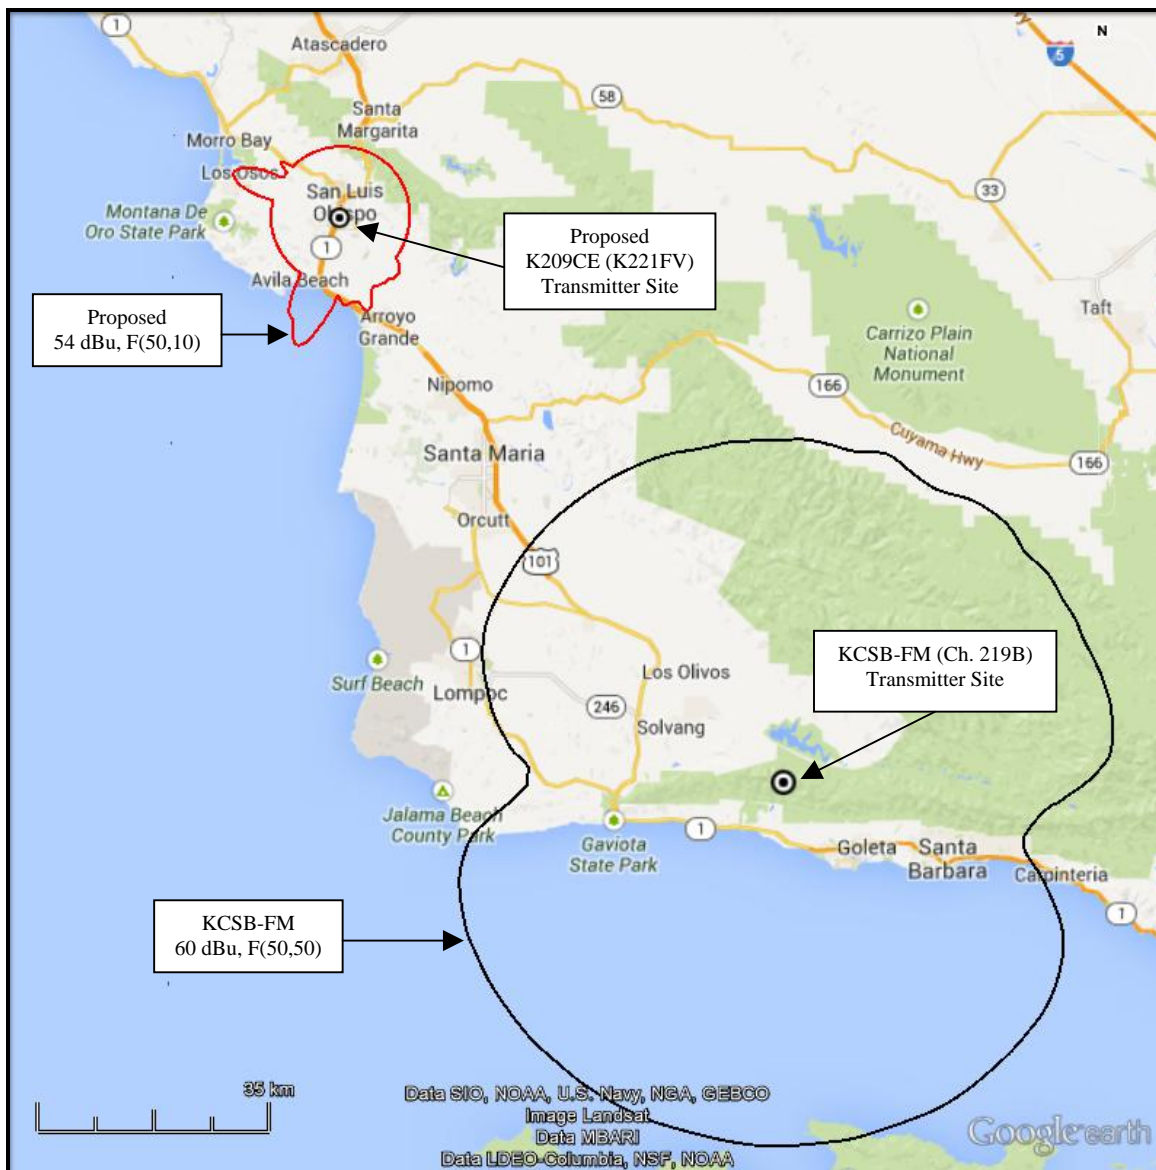 1
N
Atascadero
5
58
Santa
Margarita
Morro Bay
Los Osos
San Luis
Obispo
33
Montana De
Oro State Park
Proposed
K209CE (K221FV)
Transmitter Site
1
Avila Beach
Taft
Proposed
54 dBu, F(50,10)
Arroyo
Grande
Carrizo Plain
National
Monument
Nipomo
166
Cuyama Hwy
Santa Maria
166
Orcutt
101
KCSB-FM (Ch. 219B)
Transmitter Site
1
Surf Beach
Lompoc
Los Olivos
246
Solvang
Jalama Beach
County Park
Gaviota
State Park
1
Goleta
Santa
Barbara
Carpinteria
1
KCSB-FM
60 dBu, F(50,50)
35 km
Data SIO, NOAA, U.S. Navy, NGA, GEBCO
Image Landsat
Data MBARI
Data LDEO-Columbia, NSF, NOAA
Google earth